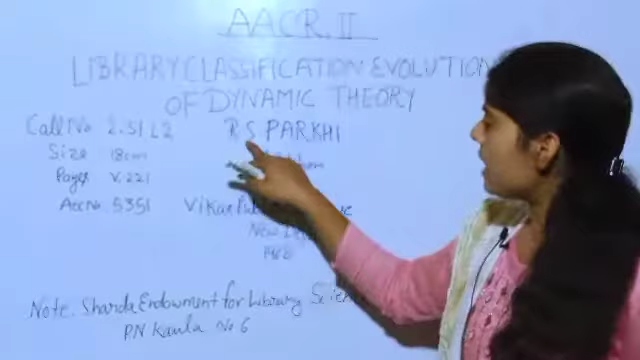 AACR II
LIBRARY CLASSIFICATION EVOLUTION
OF DYNAMIC THEORY
Call No 2:51 L2
R S PARKHI
Size 18cm
Pages V, 221
Acc No. 5351
Vikas
New
Note. Sharda Endowment for Library Science
P.N Kaula No 6